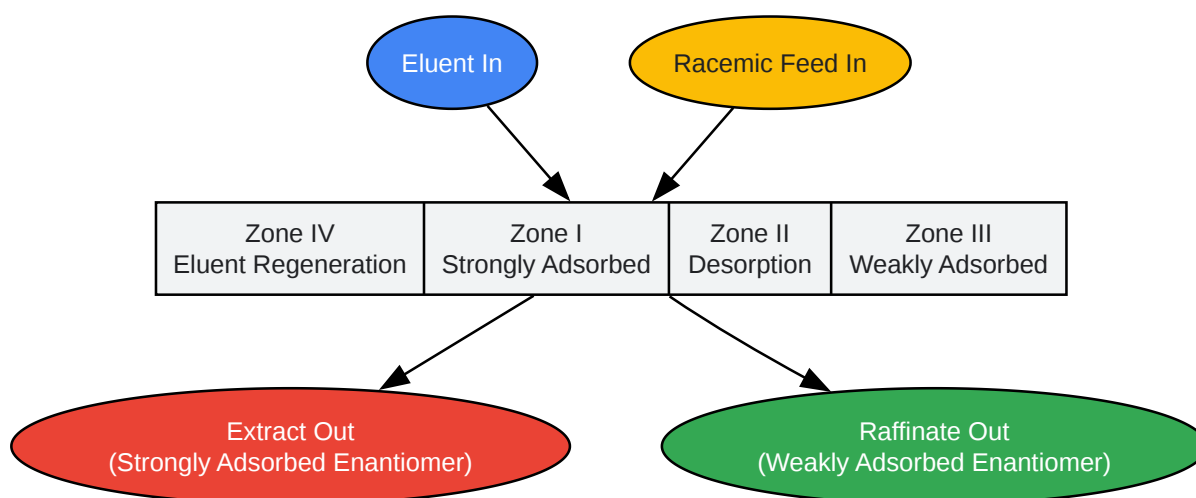 Eluent In
Racemic Feed In
Zone IV
Eluent Regeneration
Zone I
Strongly Adsorbed
Zone II
Desorption
Zone III
Weakly Adsorbed
Extract Out
(Strongly Adsorbed Enantiomer)
Raffinate Out
(Weakly Adsorbed Enantiomer)